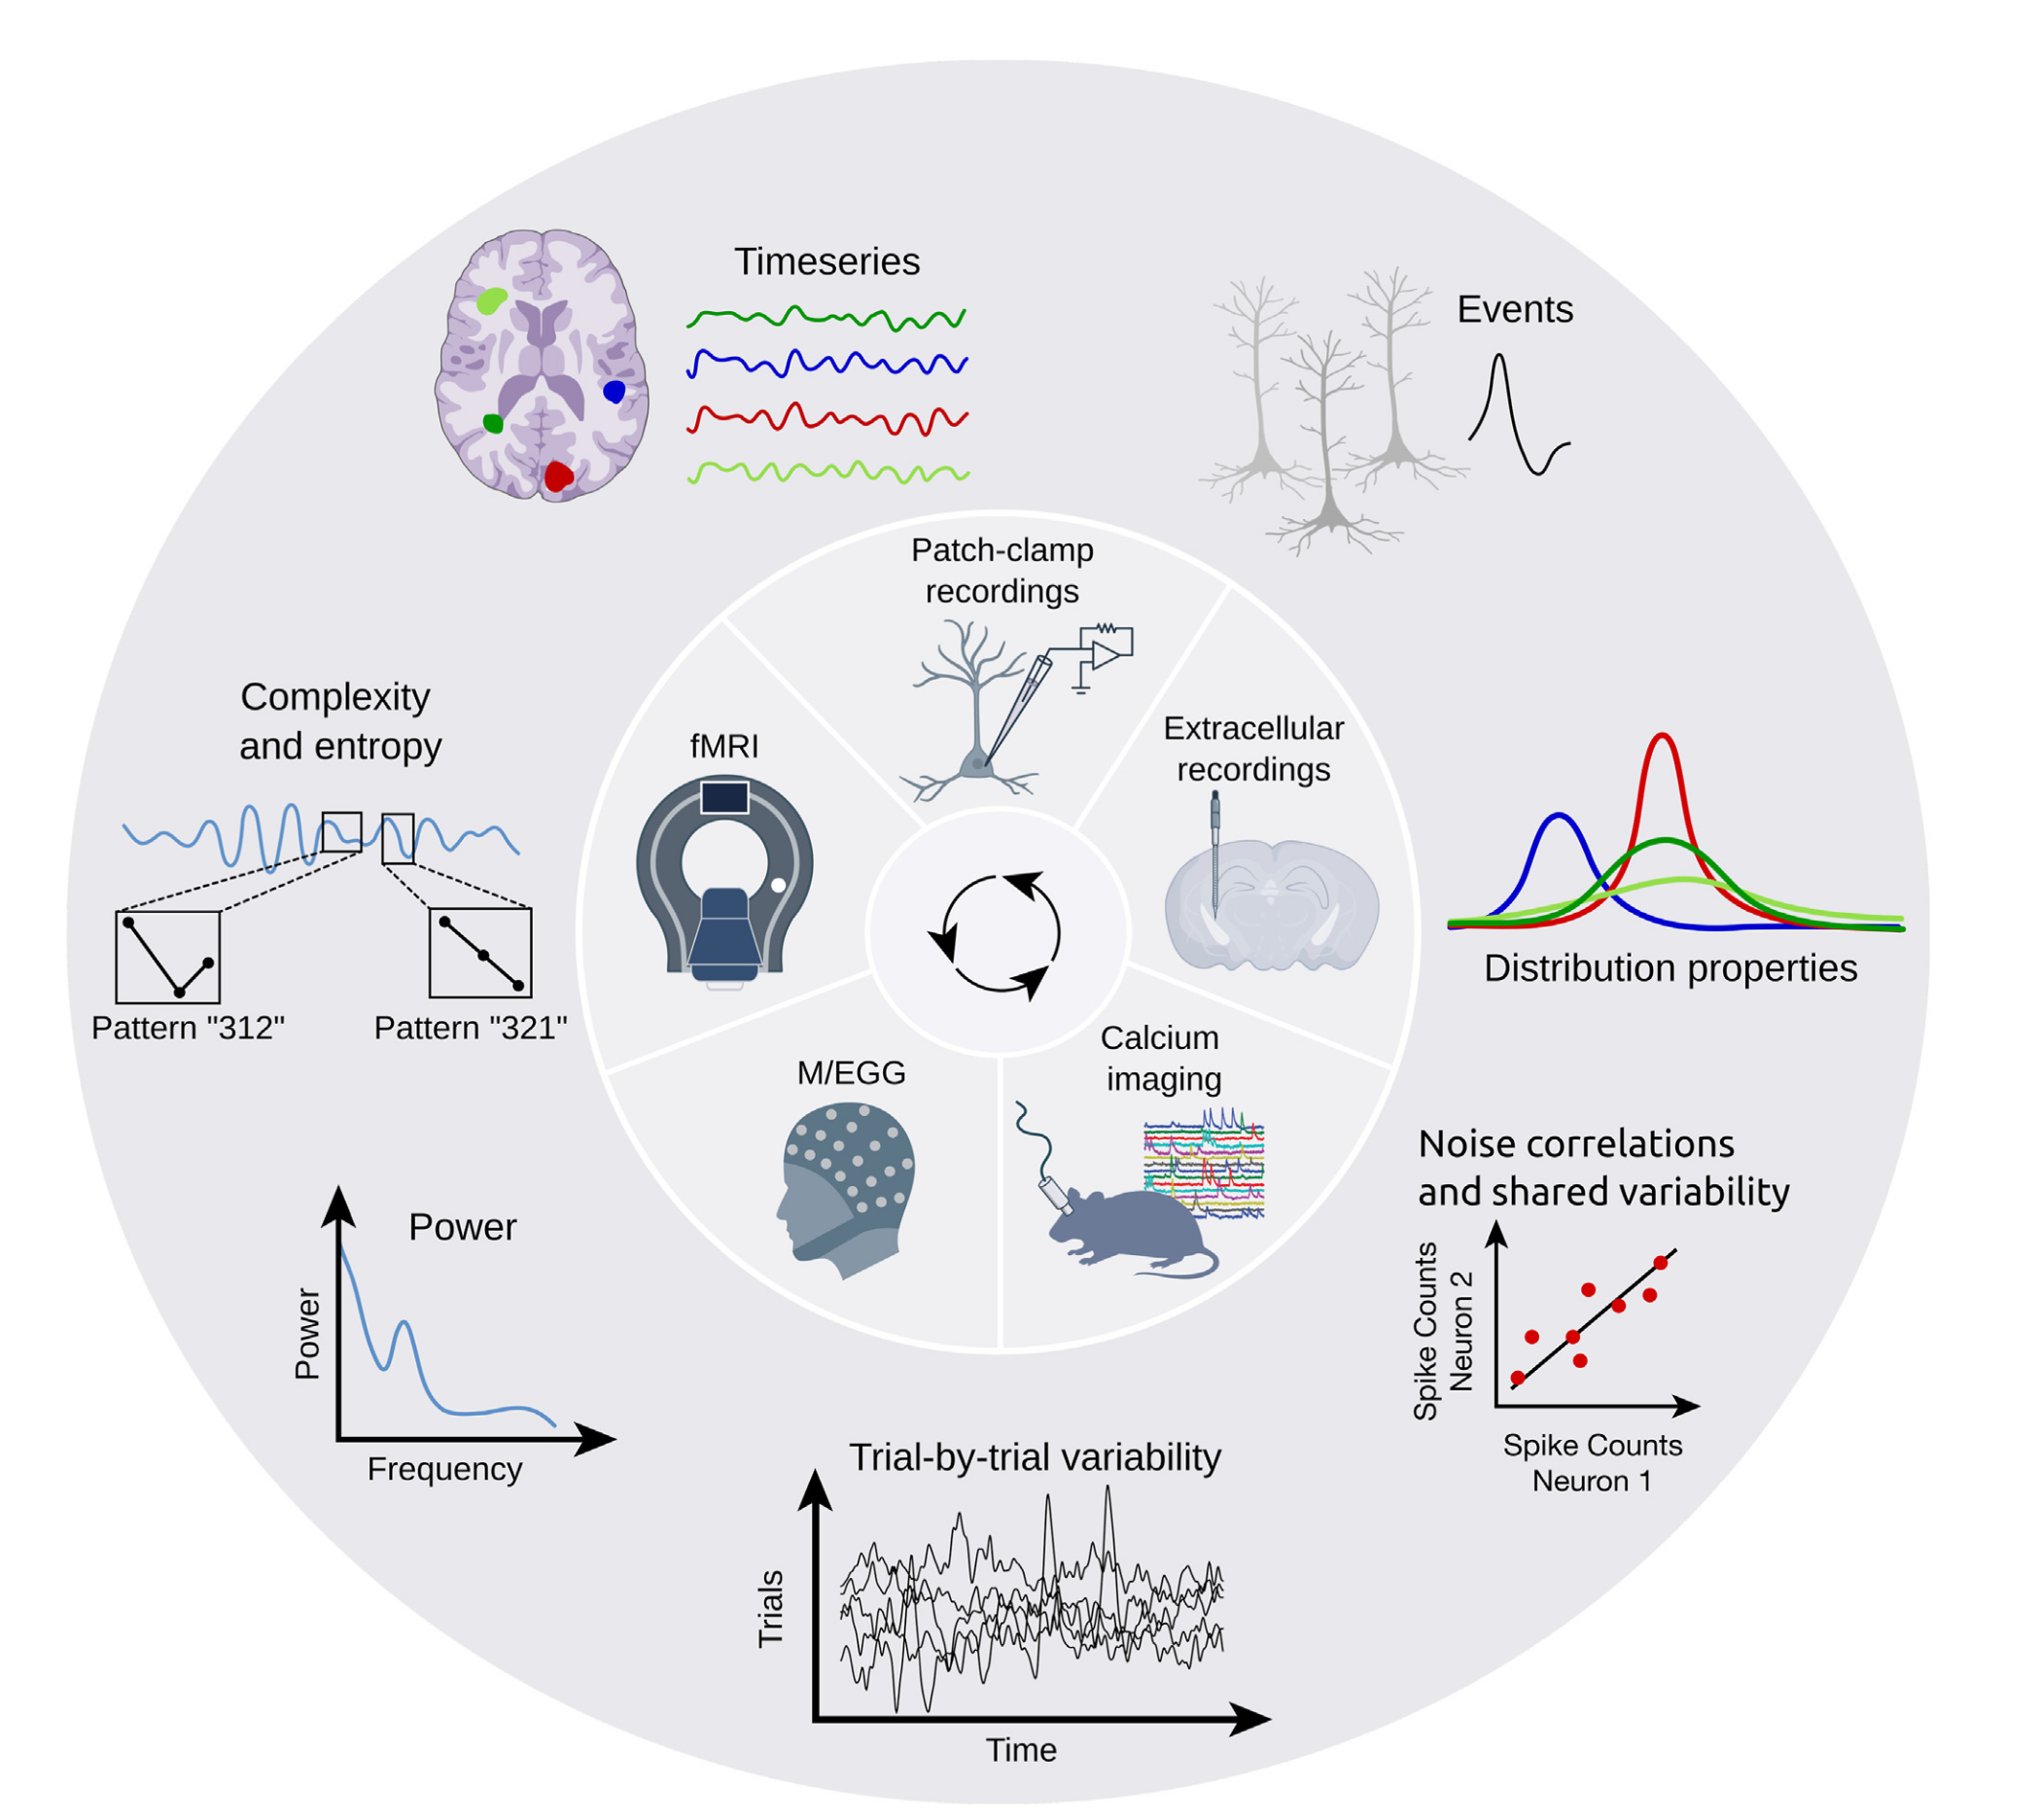 Timeseries
Events
Patch-clamp
recordings
Extracellular
recordings
fMRI
Complexity
and entropy
Pattern "312"
Pattern "321"
Distribution properties
Calcium
imaging
M/EGG
Noise correlations
and shared variability
Spike Counts
Neuron 2
Spike Counts
Neuron 1
Power
Power
Frequency
Trial-by-trial variability
Trials
Time